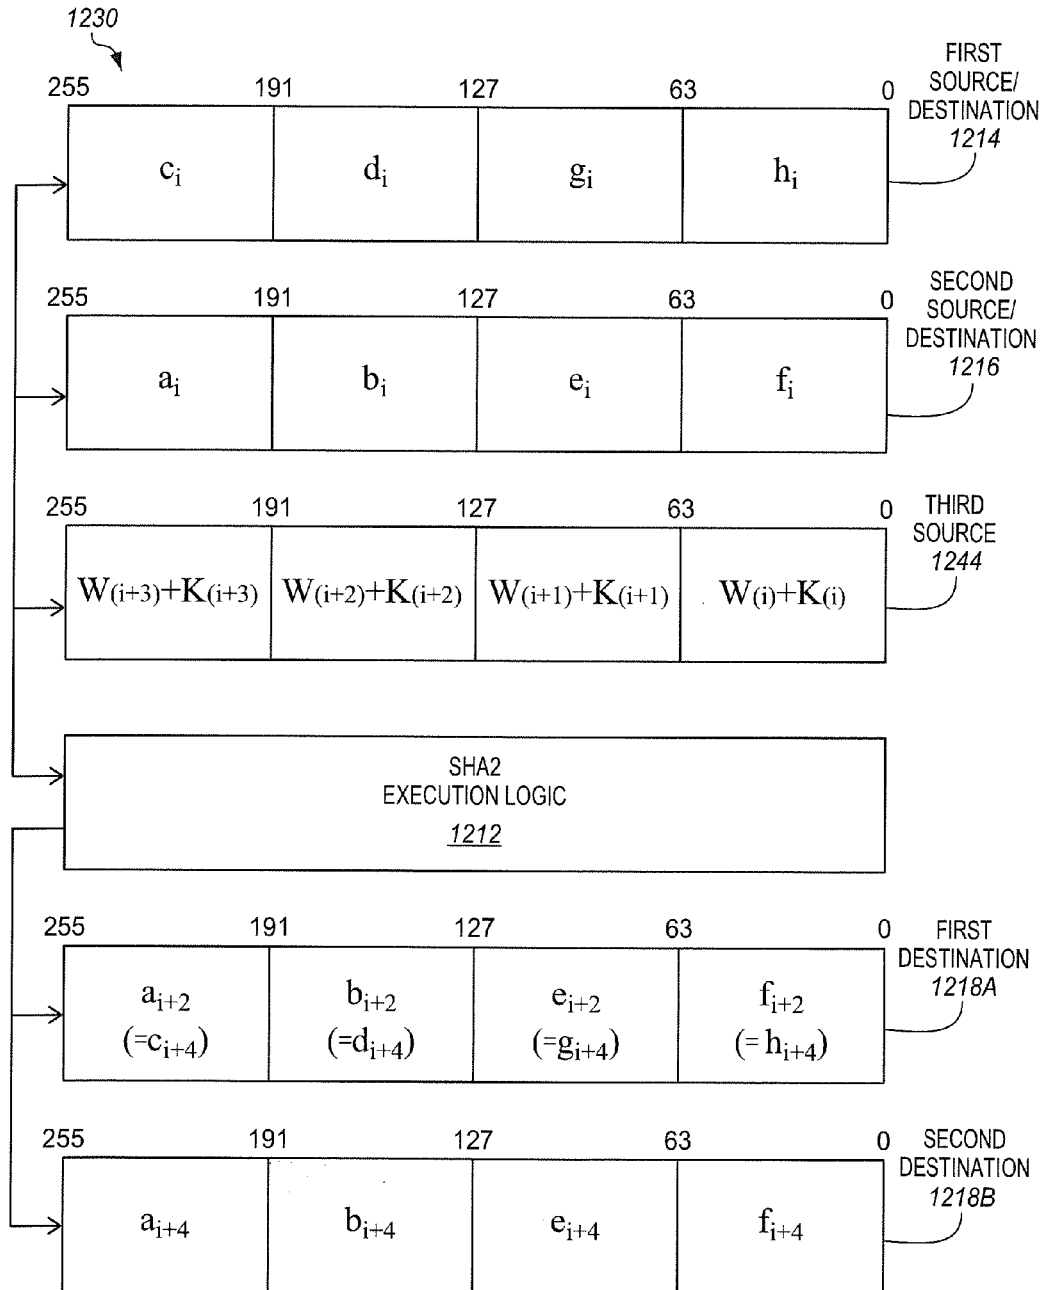 1230
FIRST
SOURCE/
DESTINATION
1214
255 191 127 63 0
cᵢ dᵢ gᵢ hᵢ
SECOND
SOURCE/
DESTINATION
1216
255 191 127 63 0
aᵢ bᵢ eᵢ fᵢ
THIRD
SOURCE
1244
255 191 127 63 0
W(i+3)+K(i+3) W(i+2)+K(i+2) W(i+1)+K(i+1) W(i)+K(i)
SHA2
EXECUTION LOGIC
1212
FIRST
DESTINATION
1218A
255 191 127 63 0
aᵢ₊₂ bᵢ₊₂ eᵢ₊₂ fᵢ₊₂
(=cᵢ₊₄) (=dᵢ₊₄) (=gᵢ₊₄) (=hᵢ₊₄)
SECOND
DESTINATION
1218B
255 191 127 63 0
aᵢ₊₄ bᵢ₊₄ eᵢ₊₄ fᵢ₊₄